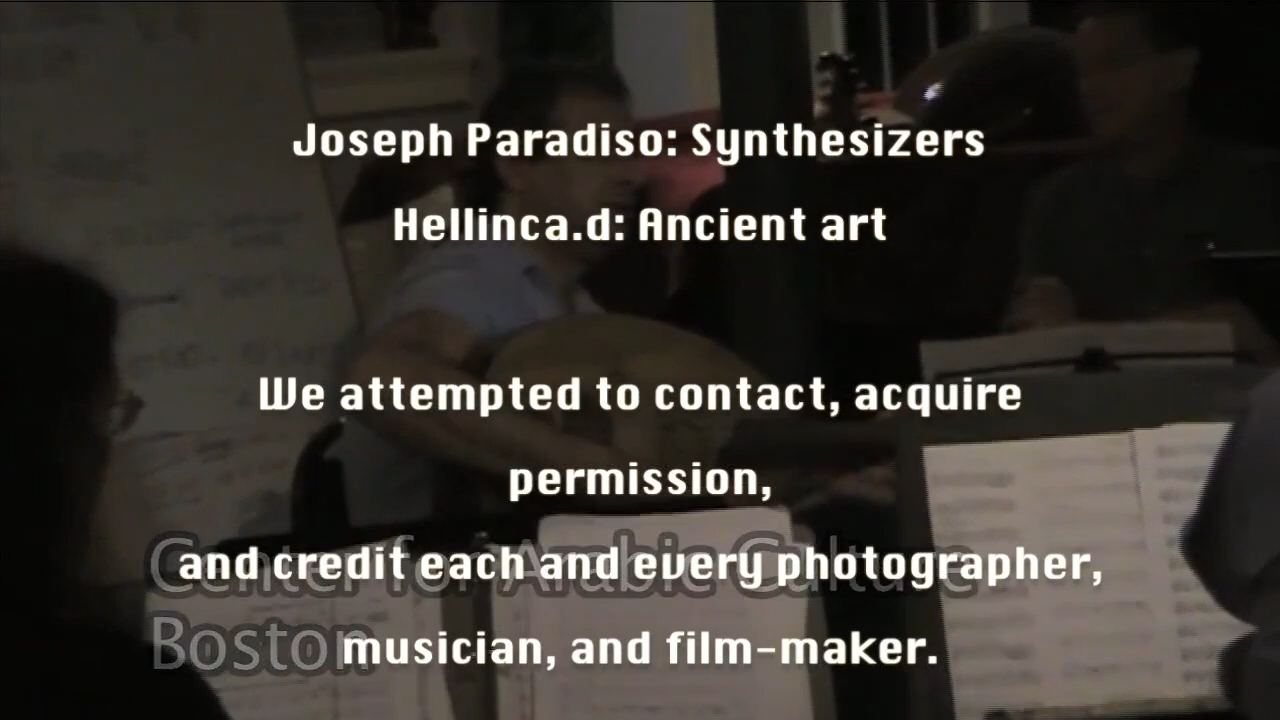 Joseph Paradiso: Synthesizers
Hellinca.d: Ancient art
We attempted to contact, acquire
permission,
and credit each and every photographer,
musician, and film-maker.
Center for Arabic Culture
Boston